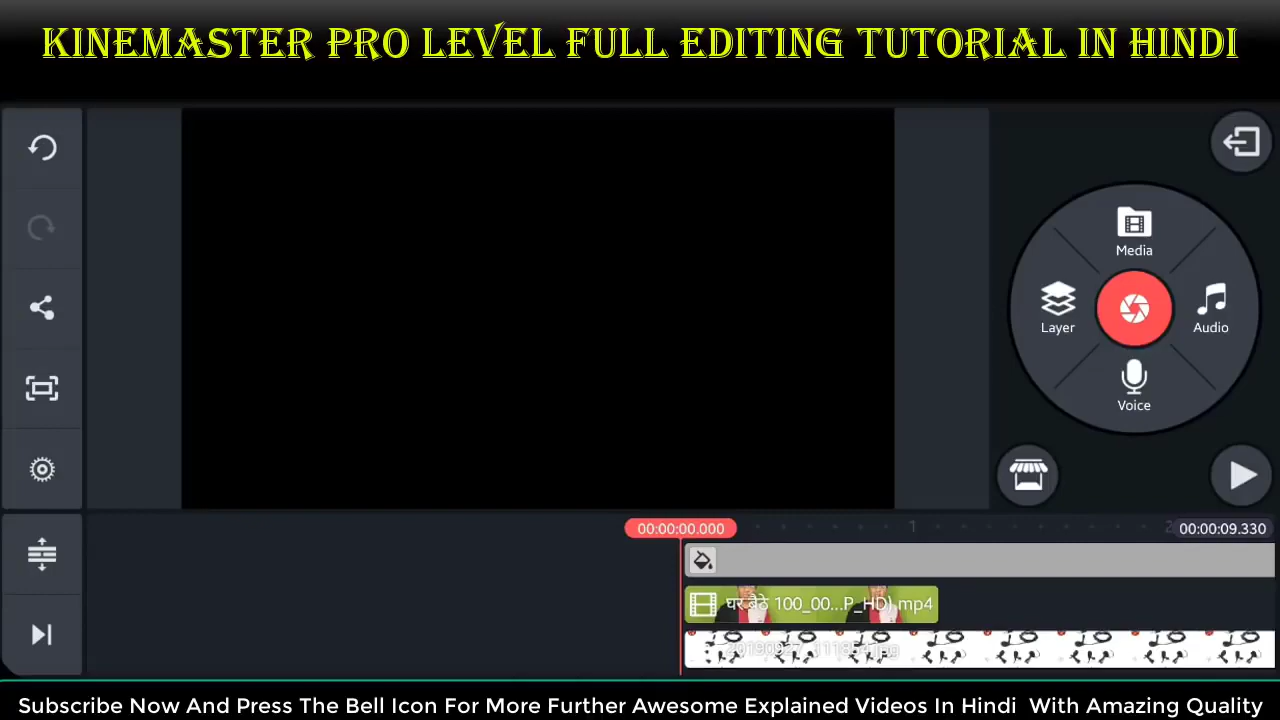 KINEMASTER PRO LEVEL FULL EDITING TUTORIAL IN HINDI
Media
Layer
Audio
Voice
00:00:00.000
1
2
00:00:09.330
घर बैठे 100_00...P_HD).mp4
Subscribe Now And Press The Bell Icon For More Further Awesome Explained Videos In Hindi With Amazing Quality